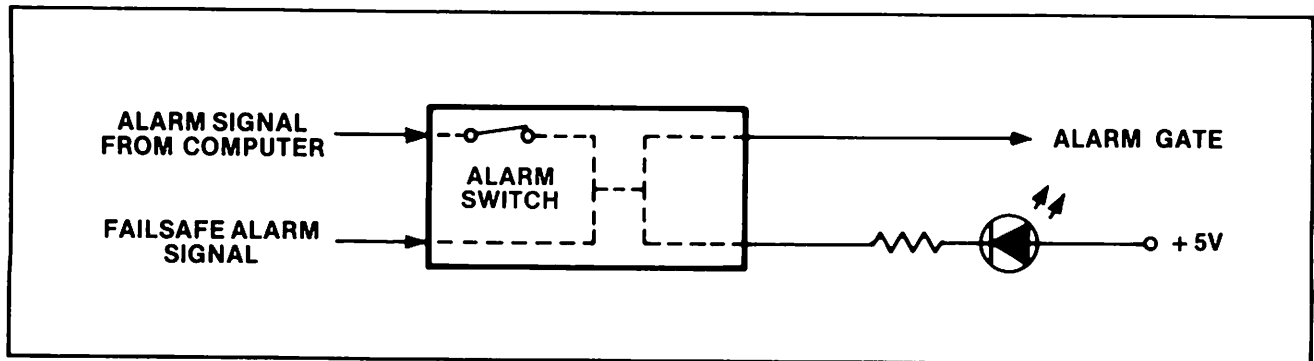 ALARM SIGNAL
FROM COMPUTER
ALARM
SWITCH
ALARM GATE
FAILSAFE ALARM
SIGNAL
+5V